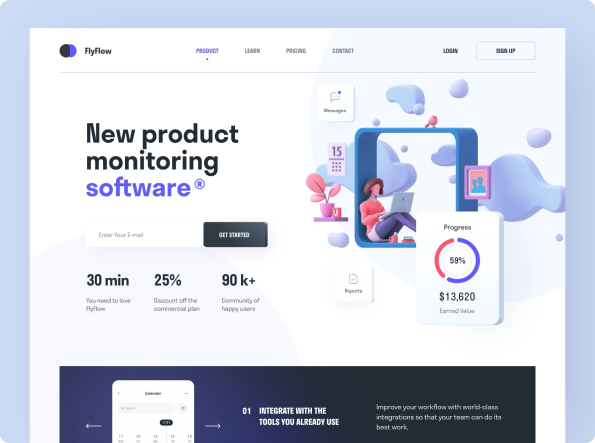 FlyFlow
PRODUCT
LEARN
PRICING
CONTACT
LOGIN
SIGN UP
New product
monitoring
software®
Enter Your E-mail
GET STARTED
30 min
You need to love
FlyFlow
25%
Discount off the
commercial plan
90 k+
Community of
happy users
Messages
15
Reports
Progress
59%
$13,620
Earned Value
Calendar
Search
01
INTEGRATE WITH THE
TOOLS YOU ALREADY USE
Improve your workflow with world-class
integrations so that your team can do its
best work.